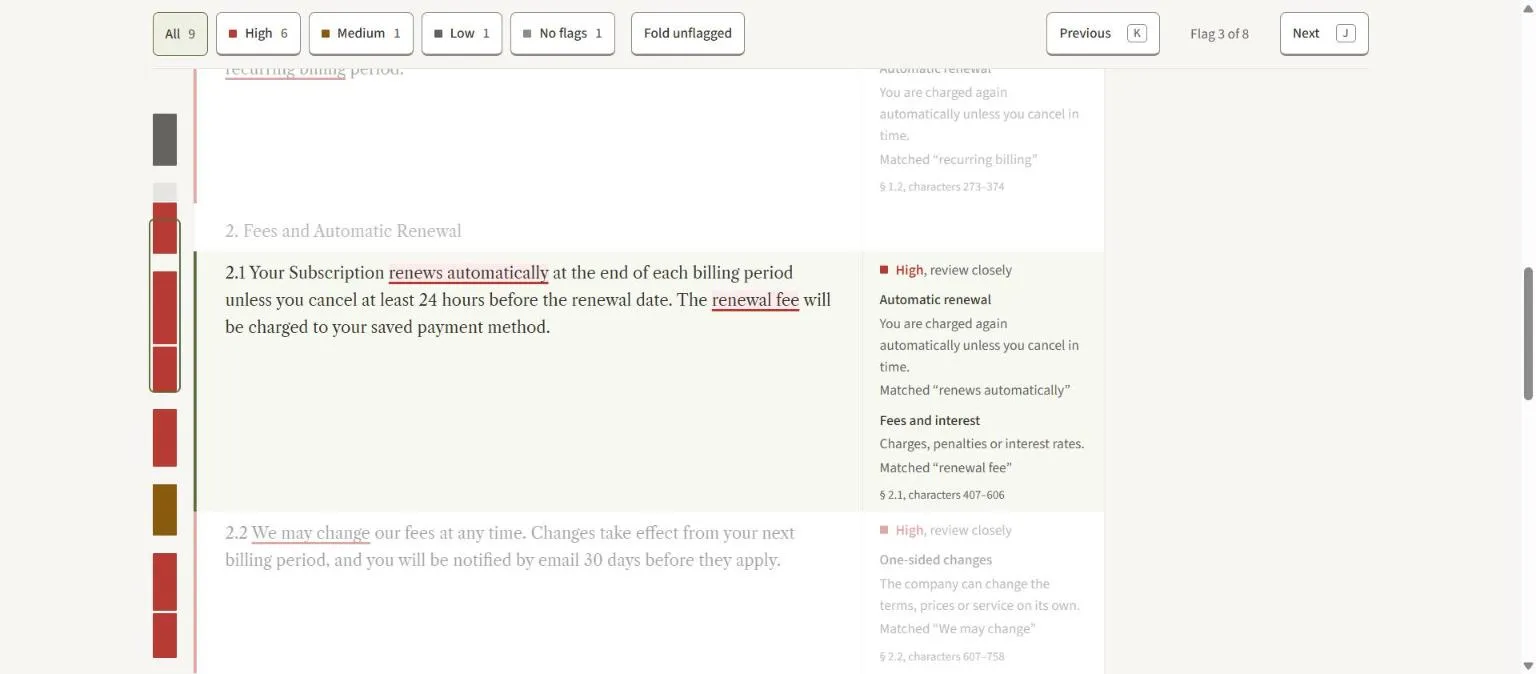 All 9 High 6 Medium 1 Low 1 No flags 1 Fold unflagged Previous K Flag 3 of 8 Next J
recurring billing period.
Automatic renewal
You are charged again
automatically unless you cancel in
time.
Matched “recurring billing”
§ 1.2, characters 273–374
2. Fees and Automatic Renewal
2.1 Your Subscription renews automatically at the end of each billing period
unless you cancel at least 24 hours before the renewal date. The renewal fee will
be charged to your saved payment method.
High, review closely
Automatic renewal
You are charged again
automatically unless you cancel in
time.
Matched “renews automatically”
Fees and interest
Charges, penalties or interest rates.
Matched “renewal fee”
§ 2.1, characters 407–606
2.2 We may change our fees at any time. Changes take effect from your next
billing period, and you will be notified by email 30 days before they apply.
High, review closely
One-sided changes
The company can change the
terms, prices or service on its own.
Matched “We may change”
§ 2.2, characters 607–758